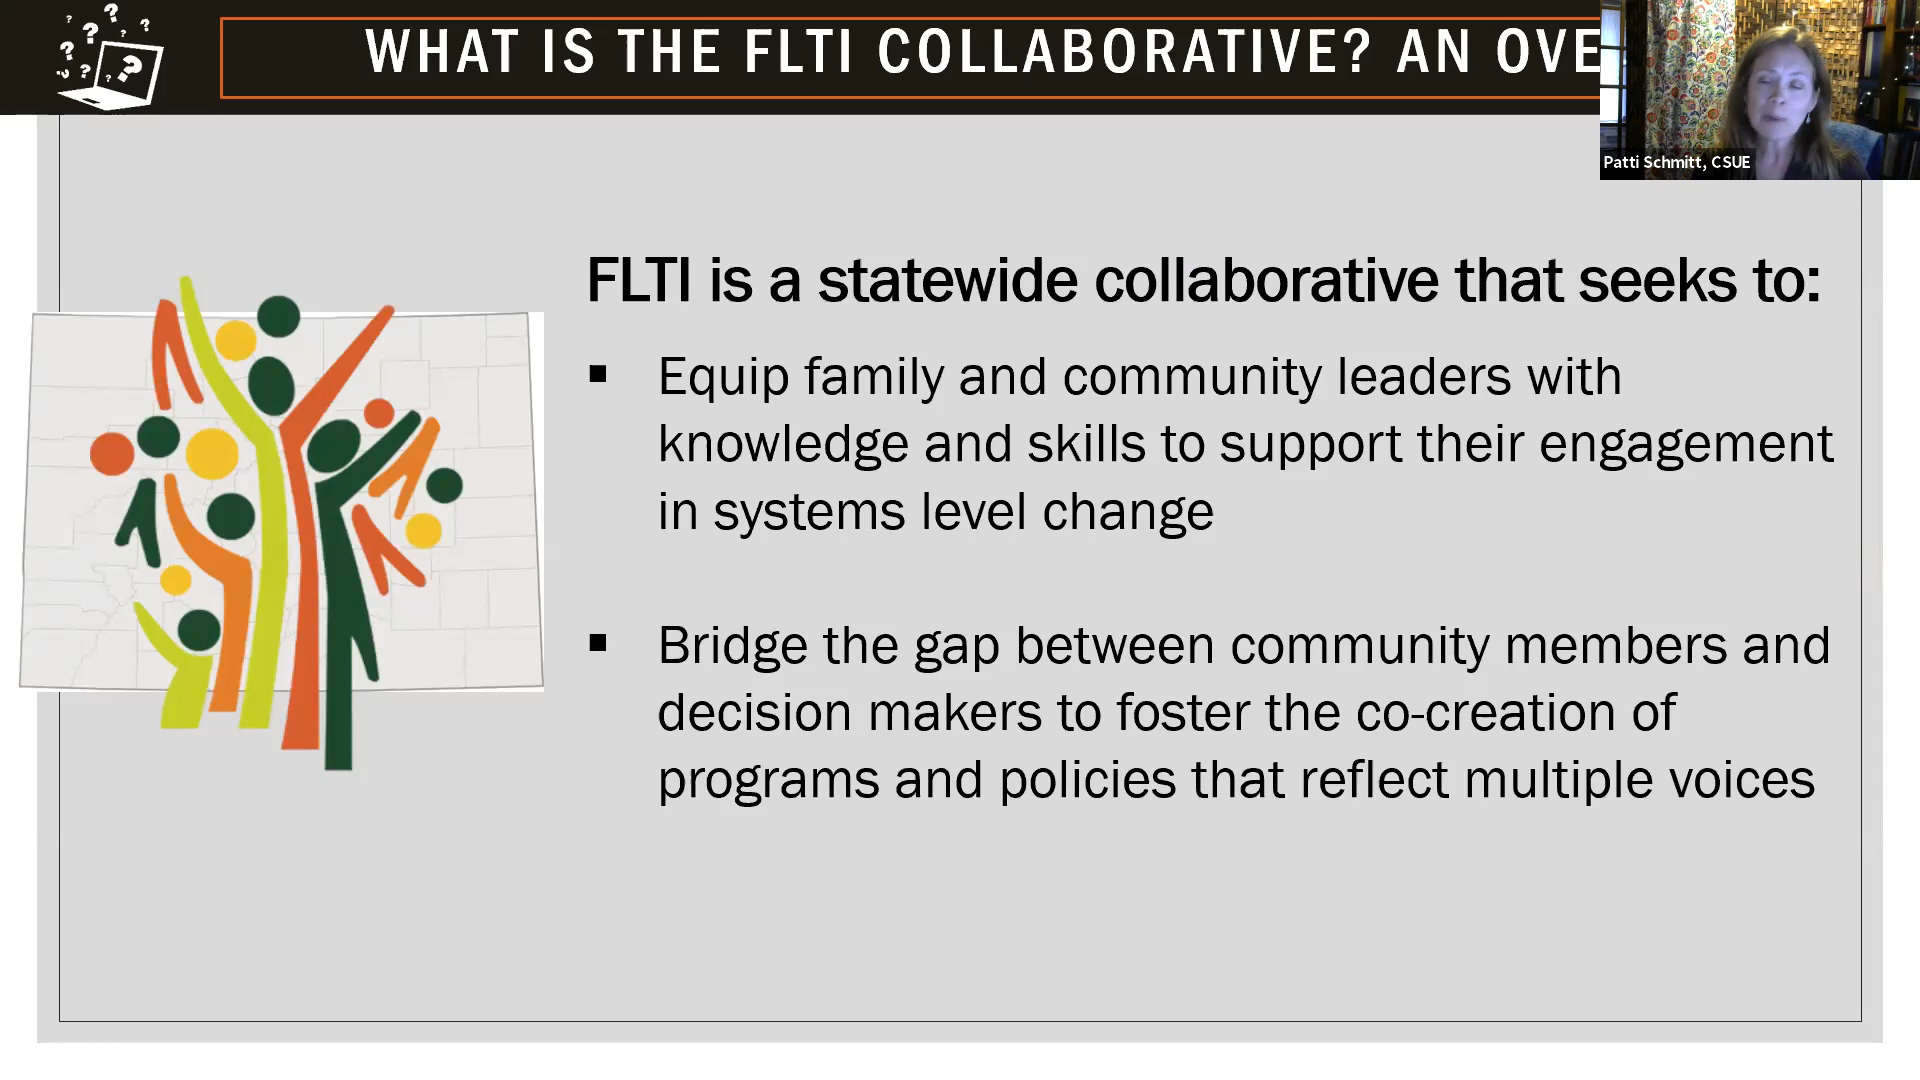 WHAT IS THE FLTI COLLABORATIVE? AN OVE
Patti Schmitt, CSUE
FLTI is a statewide collaborative that seeks to:
▪ Equip family and community leaders with
knowledge and skills to support their engagement
in systems level change
▪ Bridge the gap between community members and
decision makers to foster the co-creation of
programs and policies that reflect multiple voices